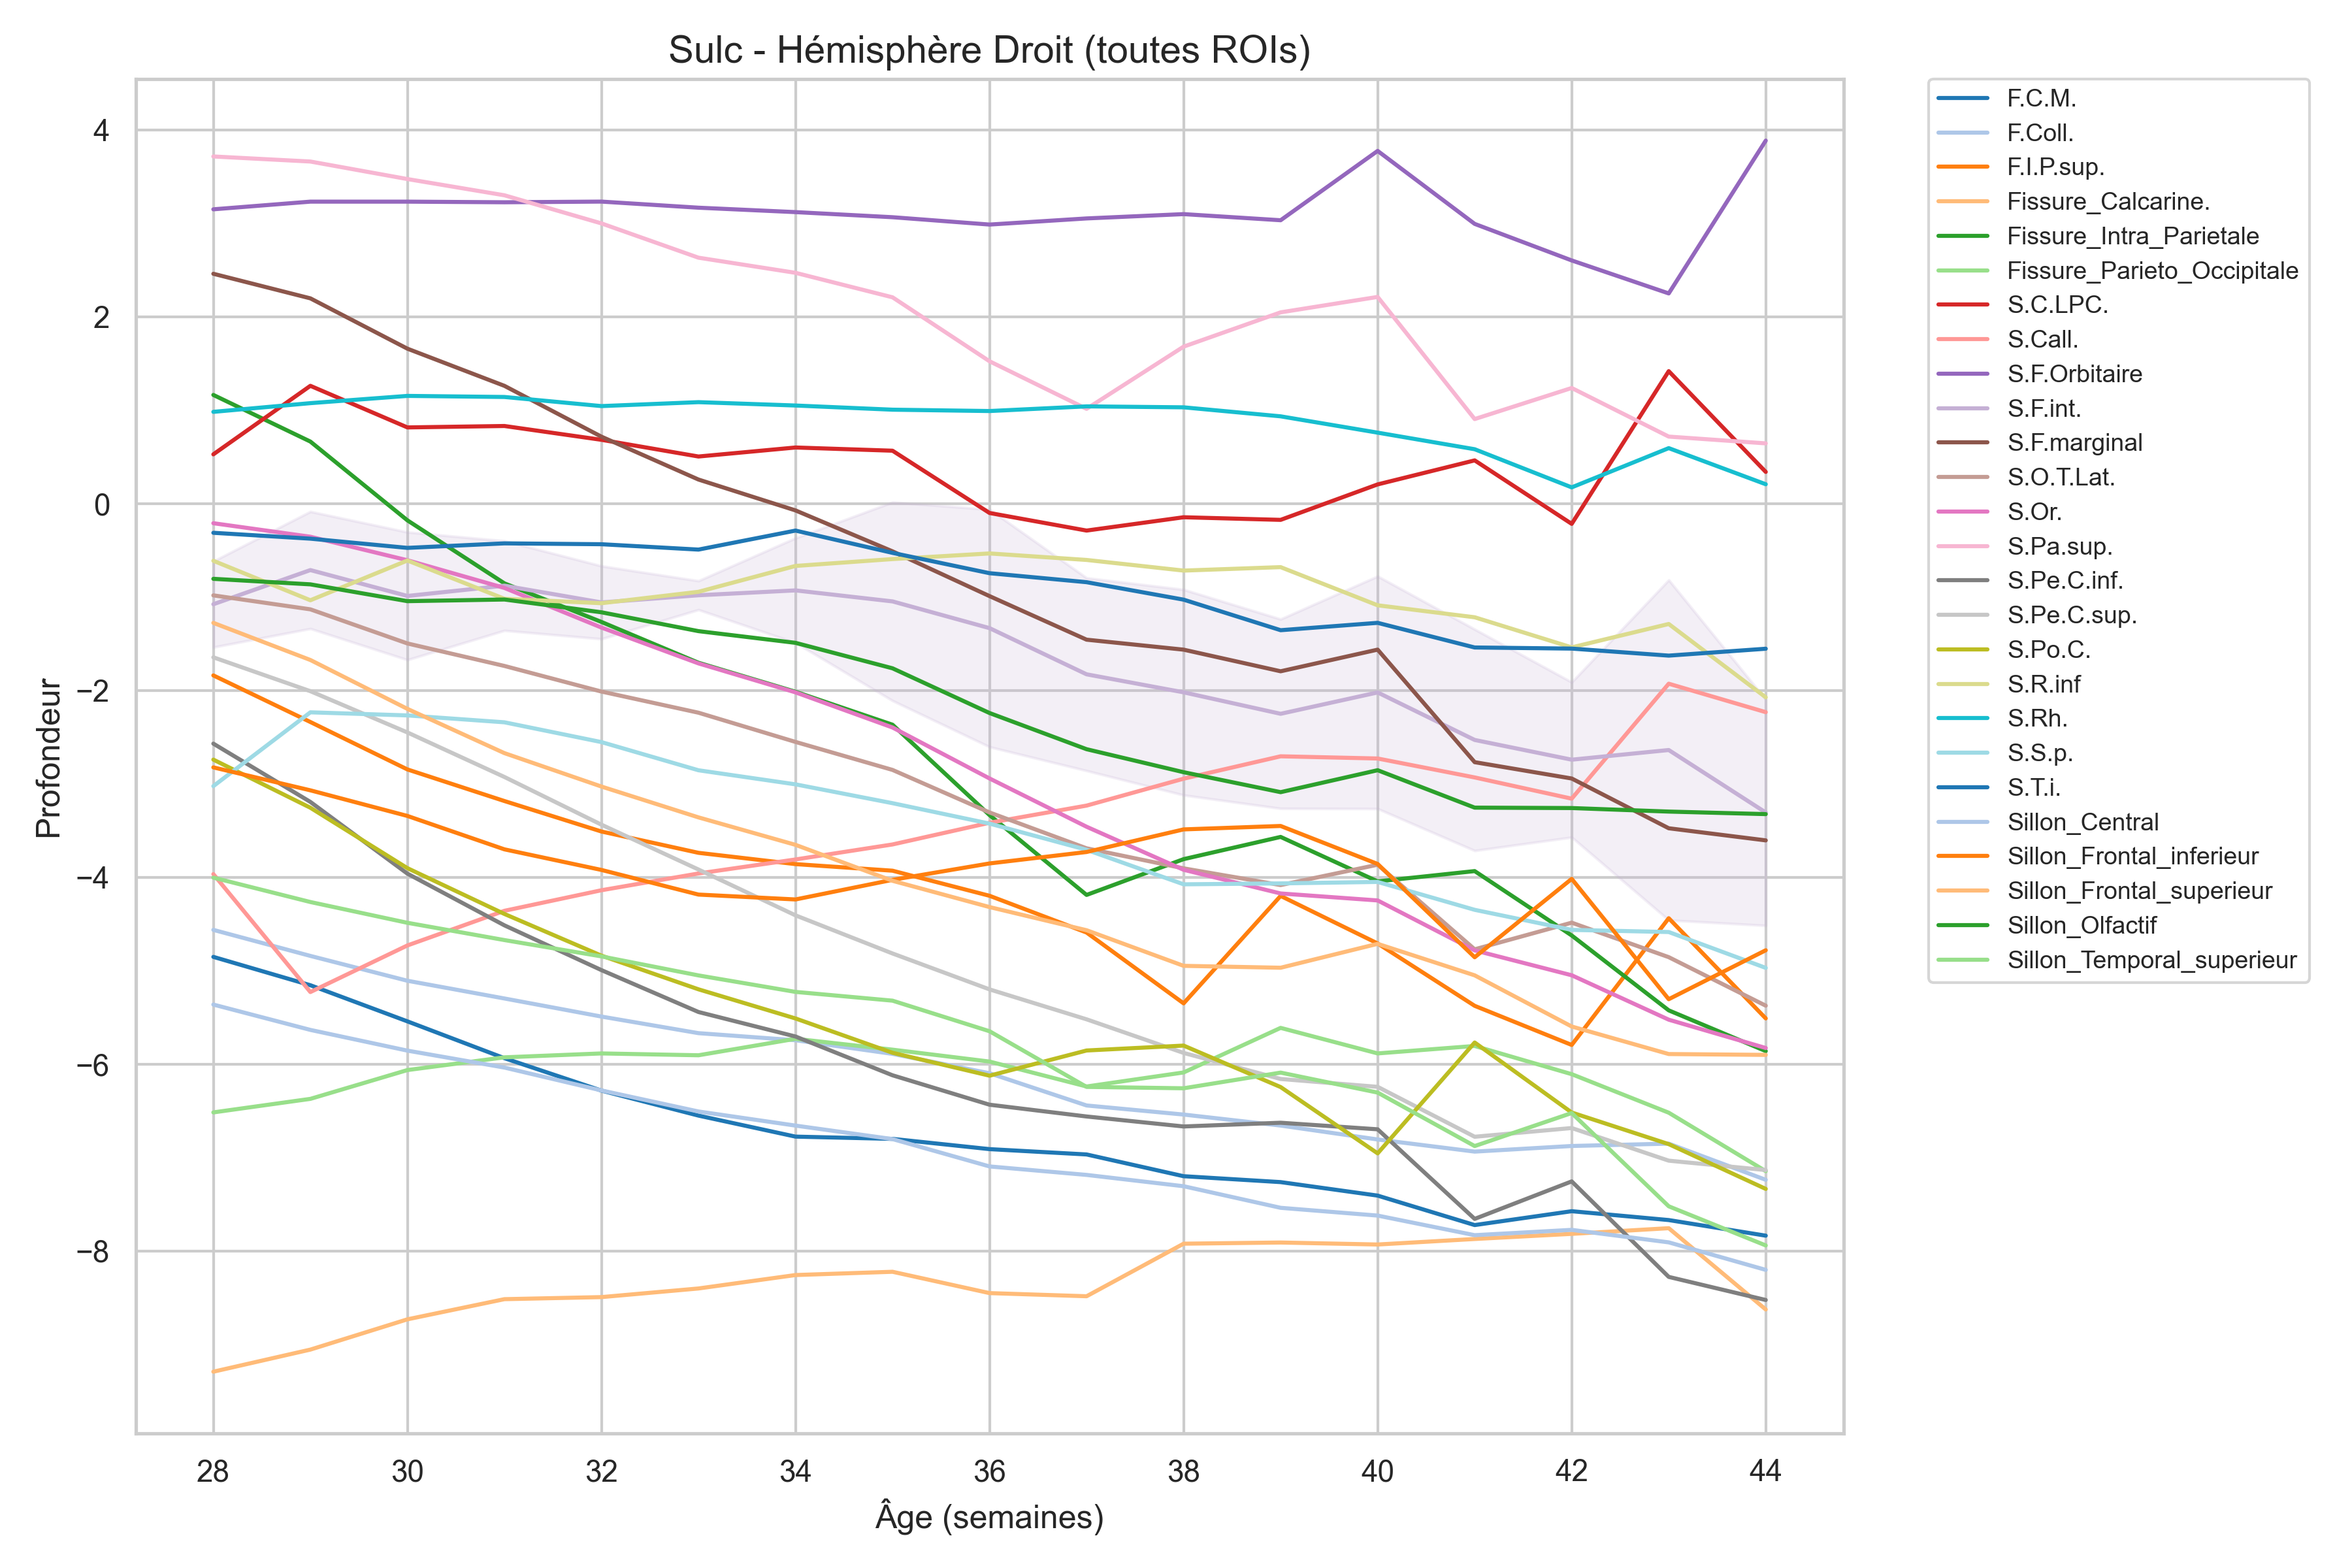 Sulc - Hémisphère Droit (toutes ROIs)
Profondeur
4
2
0
−2
−4
−6
−8
28 30 32 34 36 38 40 42 44
Âge (semaines)
F.C.M.
F.Coll.
F.I.P.sup.
Fissure_Calcarine.
Fissure_Intra_Parietale
Fissure_Parieto_Occipitale
S.C.LPC.
S.Call.
S.F.Orbitaire
S.F.int.
S.F.marginal
S.O.T.Lat.
S.Or.
S.Pa.sup.
S.Pe.C.inf.
S.Pe.C.sup.
S.Po.C.
S.R.inf
S.Rh.
S.S.p.
S.T.i.
Sillon_Central
Sillon_Frontal_inferieur
Sillon_Frontal_superieur
Sillon_Olfactif
Sillon_Temporal_superieur